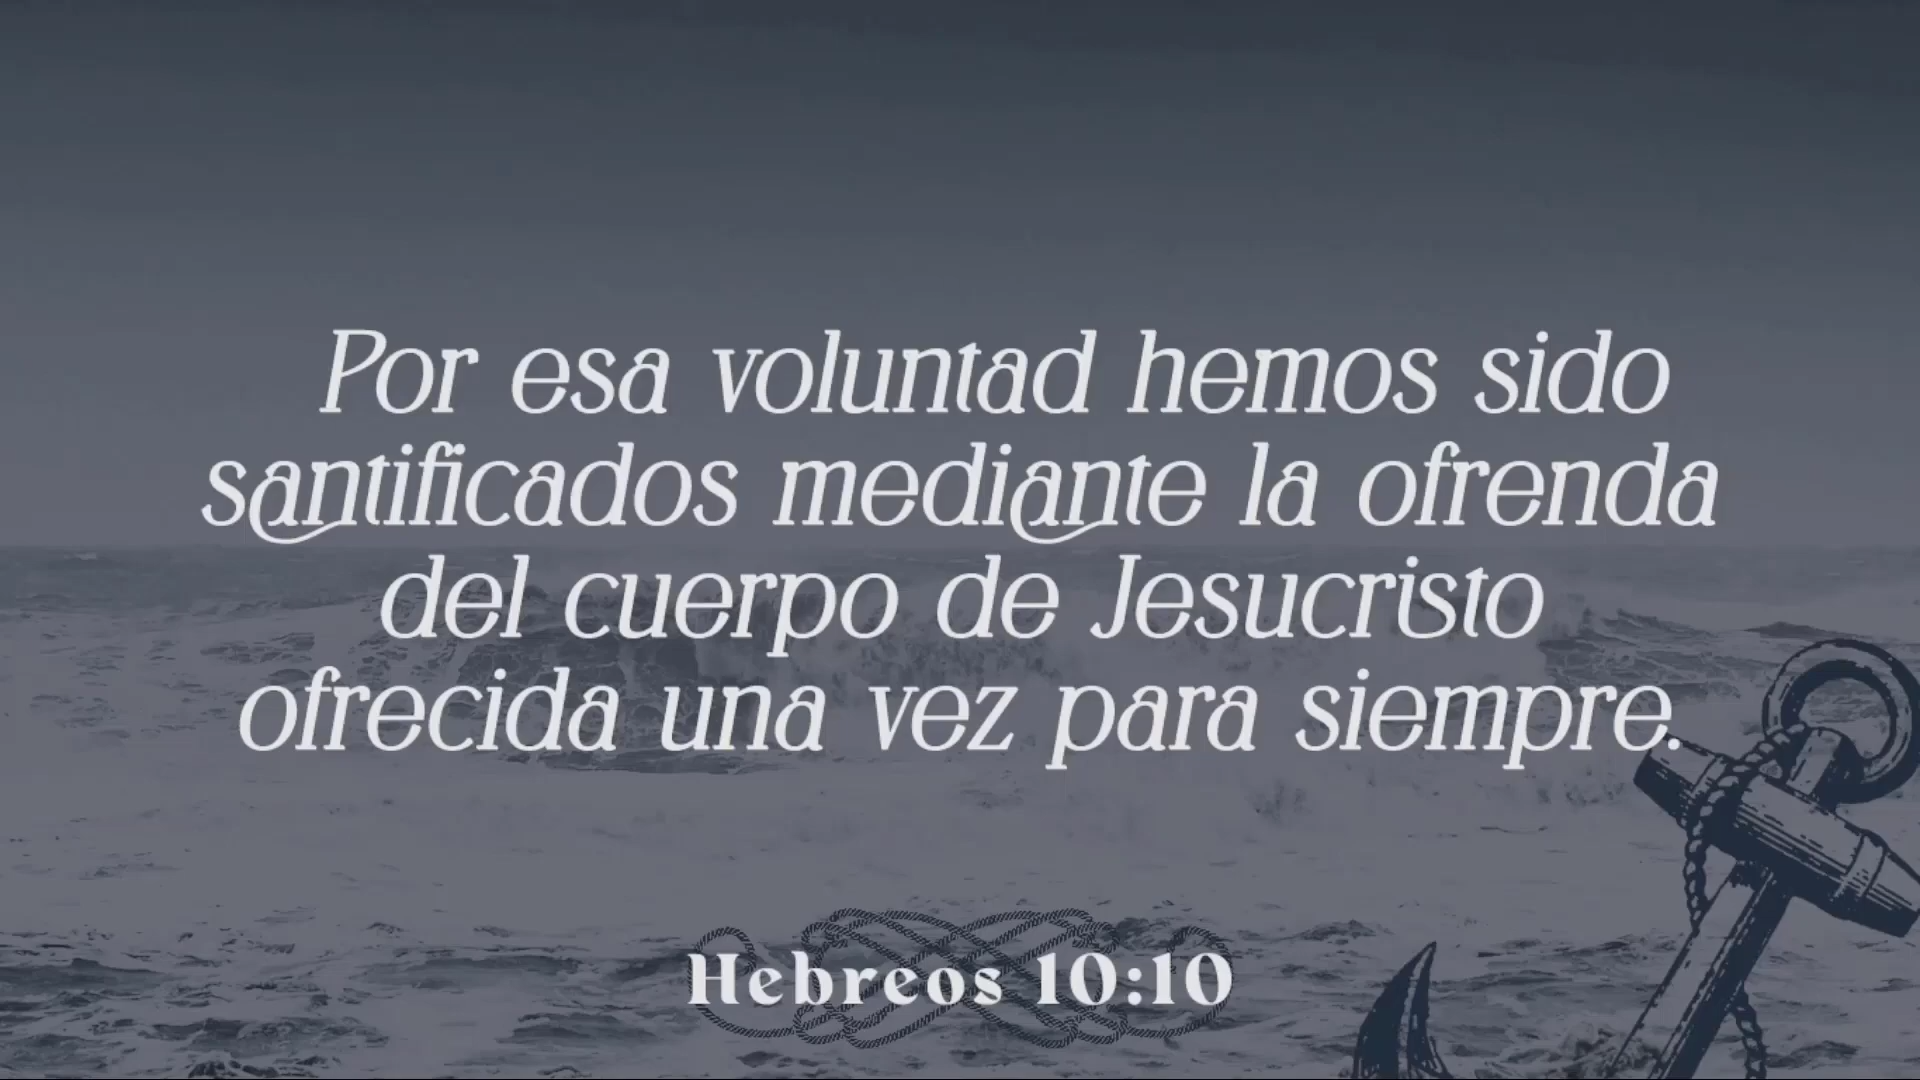 Por esa voluntad hemos sido
santificados mediante la ofrenda
del cuerpo de Jesucristo
ofrecida una vez para siempre.
Hebreos 10:10